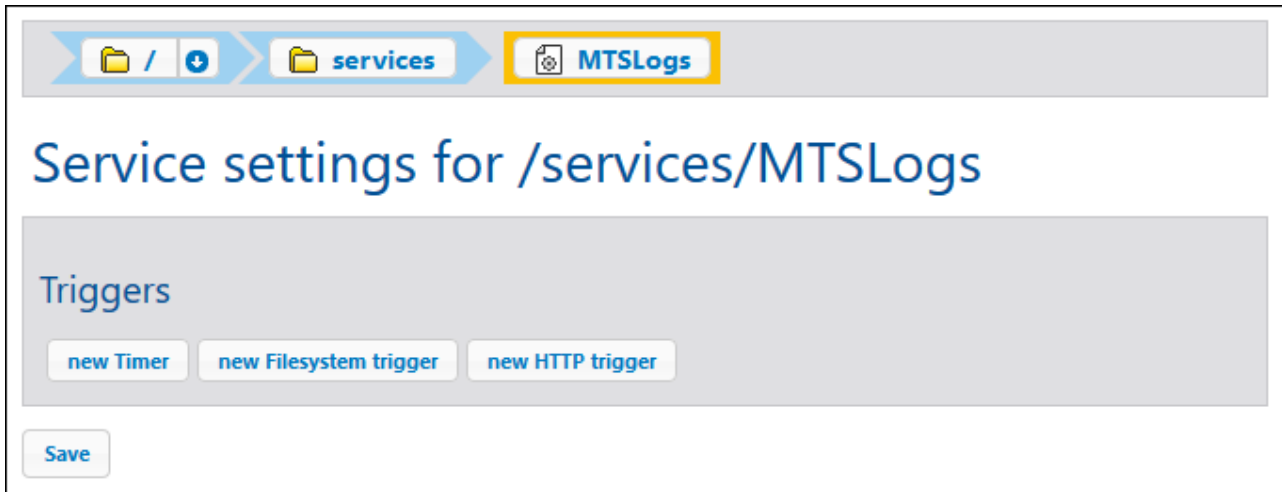 / services MTSLogs
Service settings for /services/MTSLogs
Triggers
new Timer new Filesystem trigger new HTTP trigger
Save